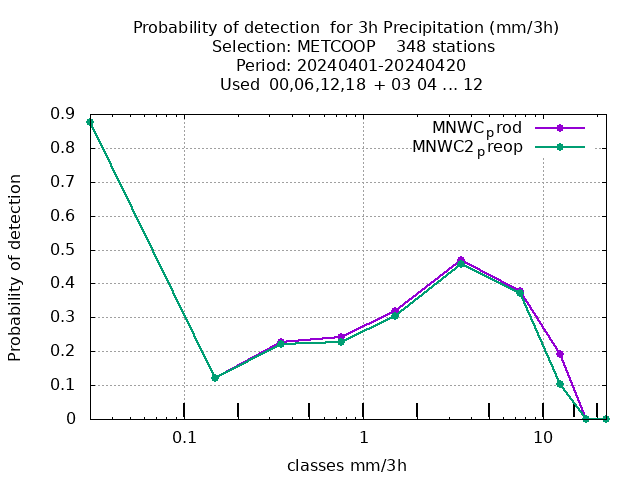 Probability of detection  for 3h Precipitation (mm/3h)
Selection: METCOOP    348 stations
Period: 20240401-20240420
Used  00,06,12,18 + 03 04 ... 12
MNWCprod
MNWC2preop
0.9
0.8
0.7
0.6
0.5
0.4
0.3
0.2
0.1
0
Probability of detection
0.1
1
10
classes mm/3h